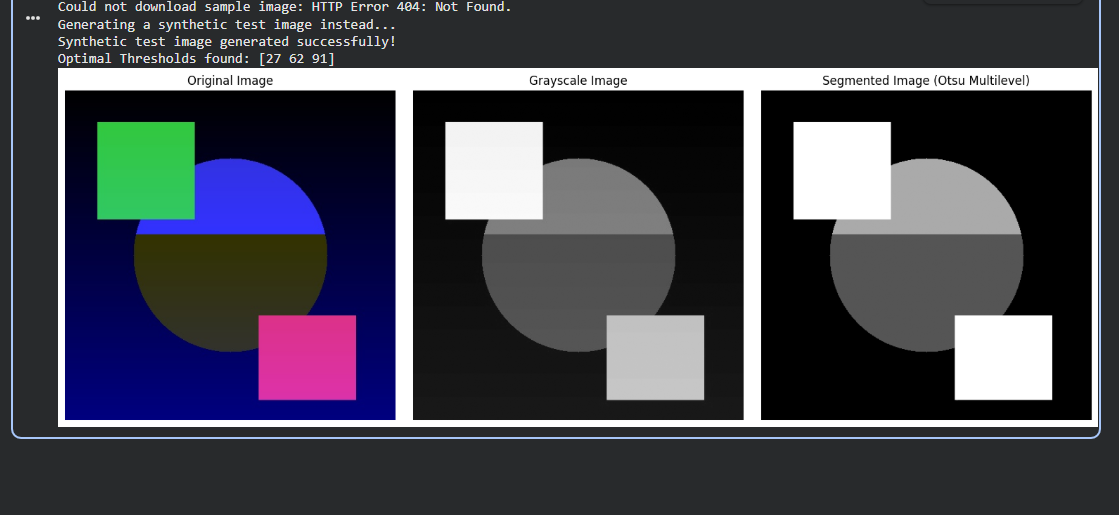 Could not download sample image: HTTP Error 404: Not Found.
Generating a synthetic test image instead...
Synthetic test image generated successfully!
Optimal Thresholds found: [27 62 91]
Original Image
Grayscale Image
Segmented Image (Otsu Multilevel)